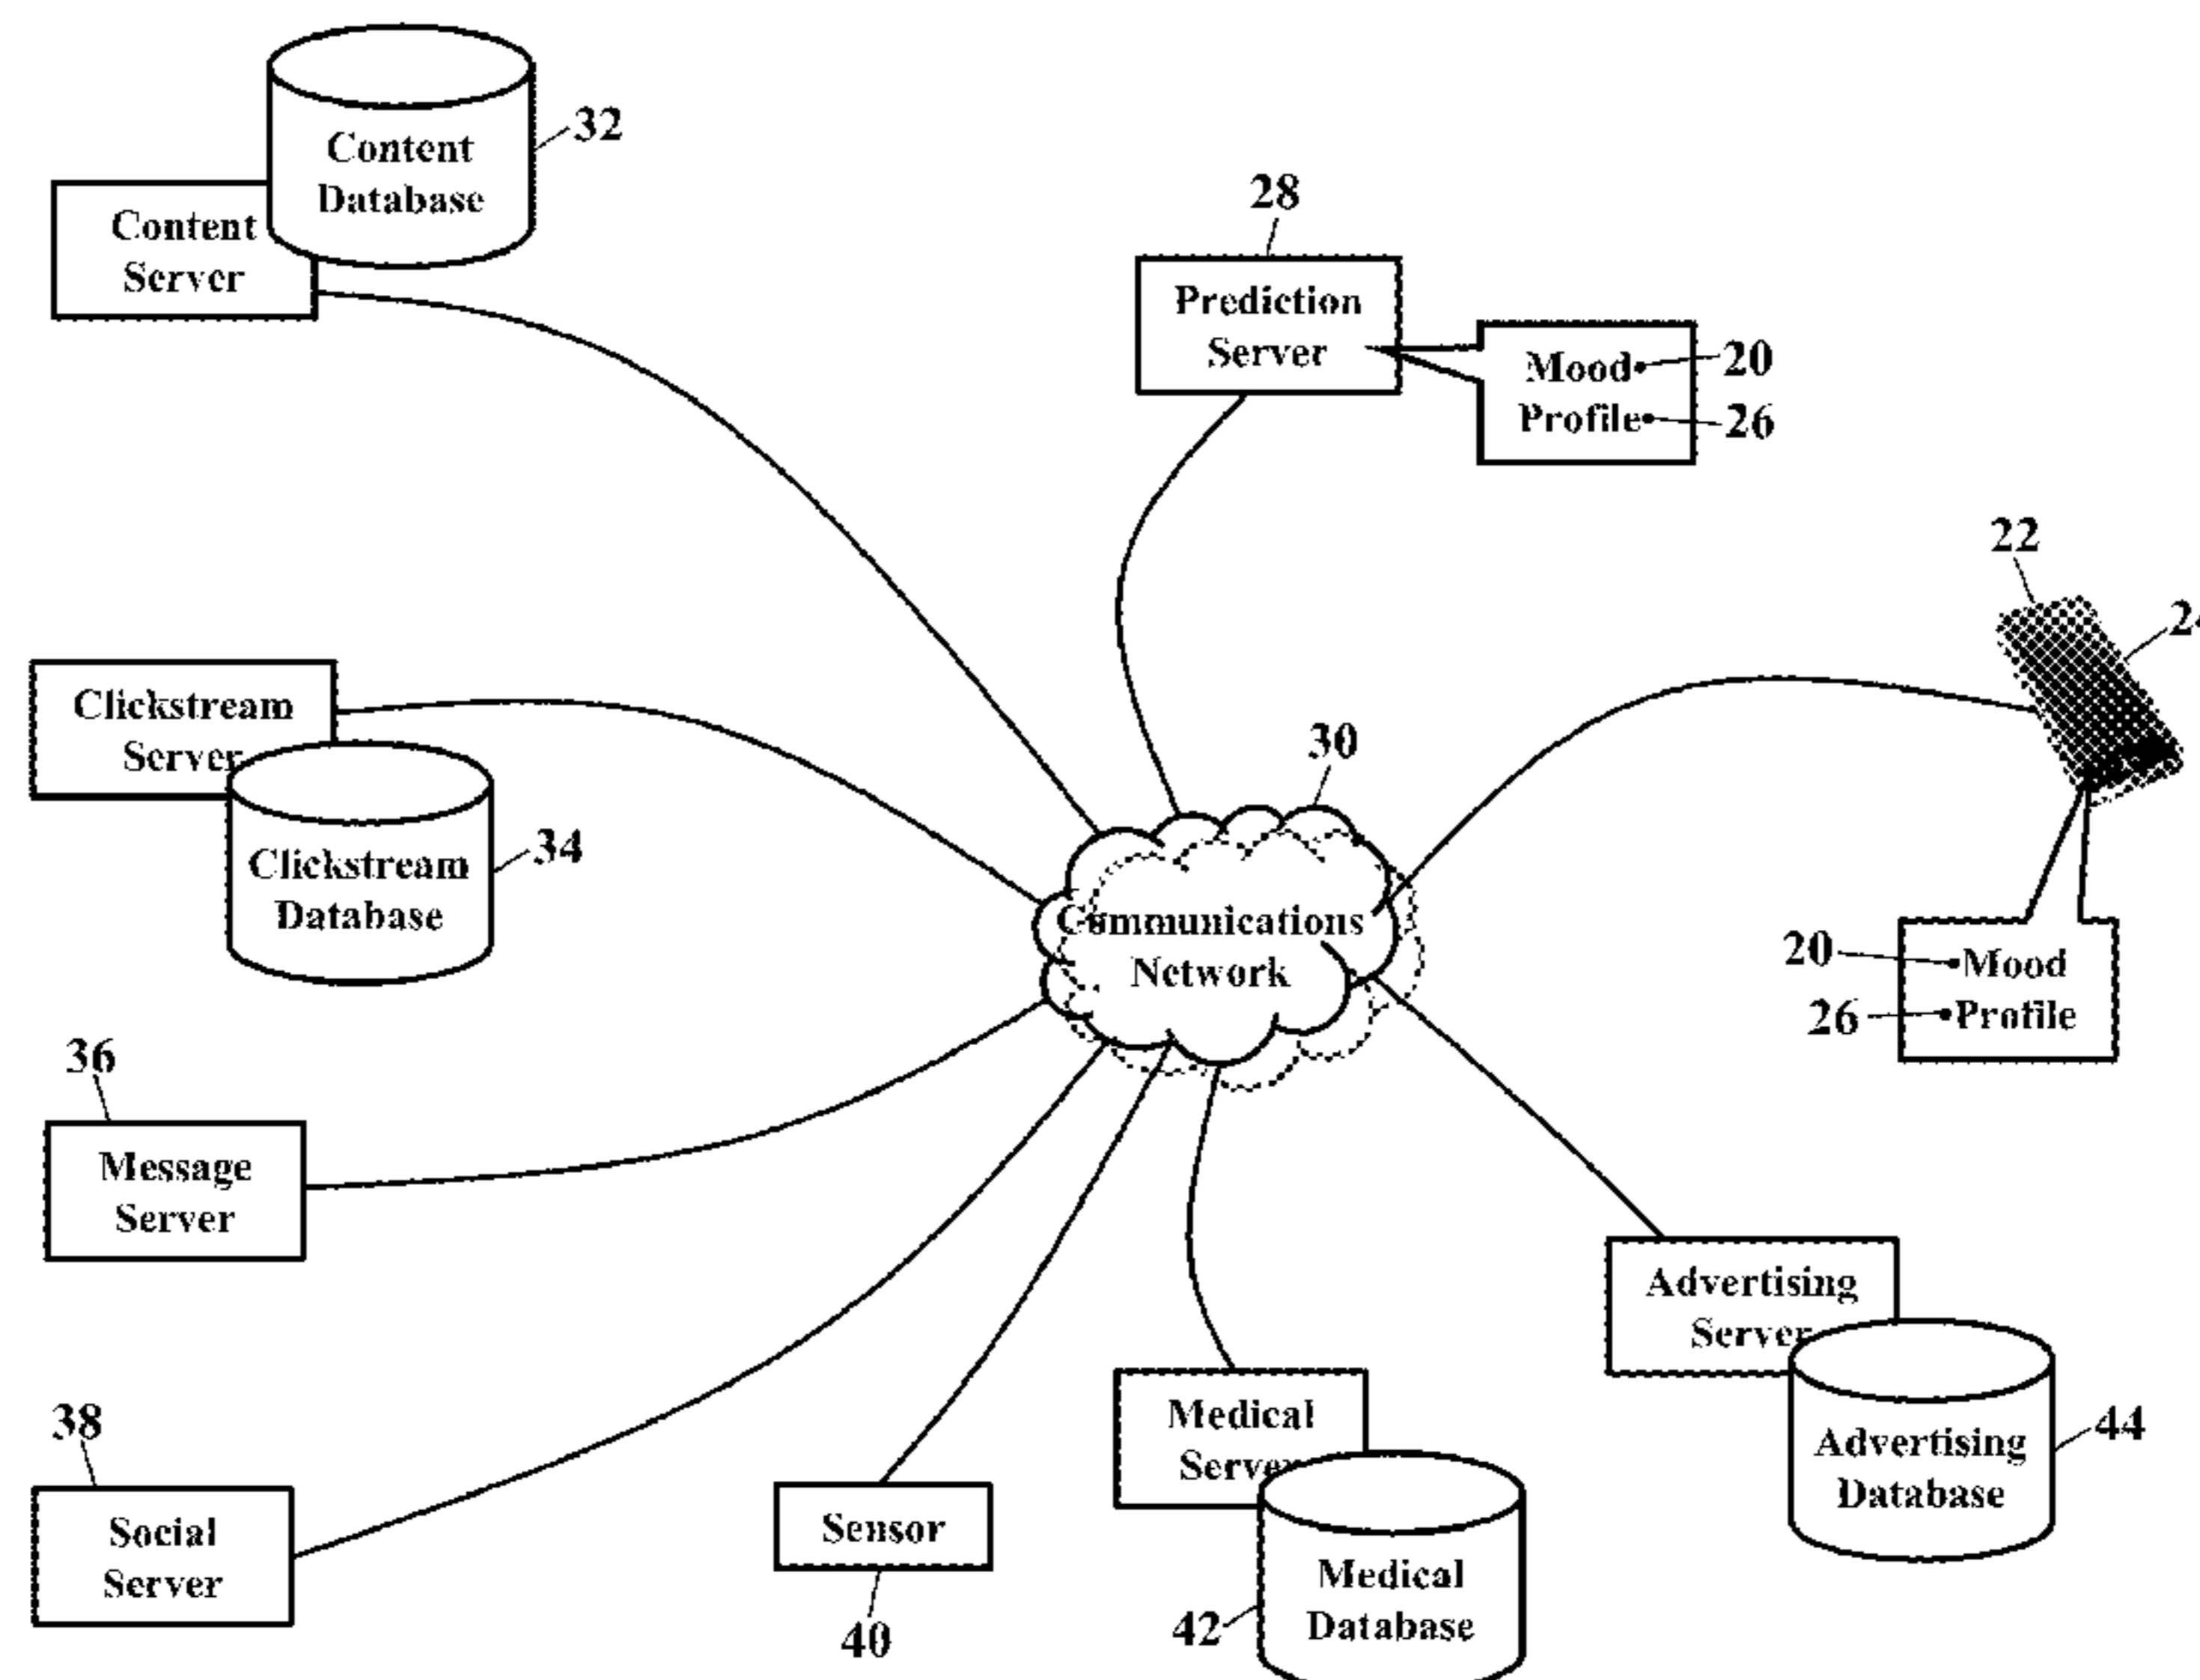 32
Content
Database
Content
Server
28
Prediction
Server
Mood
20
Profile
26
22
30
Clickstream
Server
34
Clickstream
Database
Communications
Network
20
Mood
26
Profile
36
Message
Server
38
Social
Server
Sensor
40
Medical
Server
42
Medical
Database
Advertising
Server
44
Advertising
Database